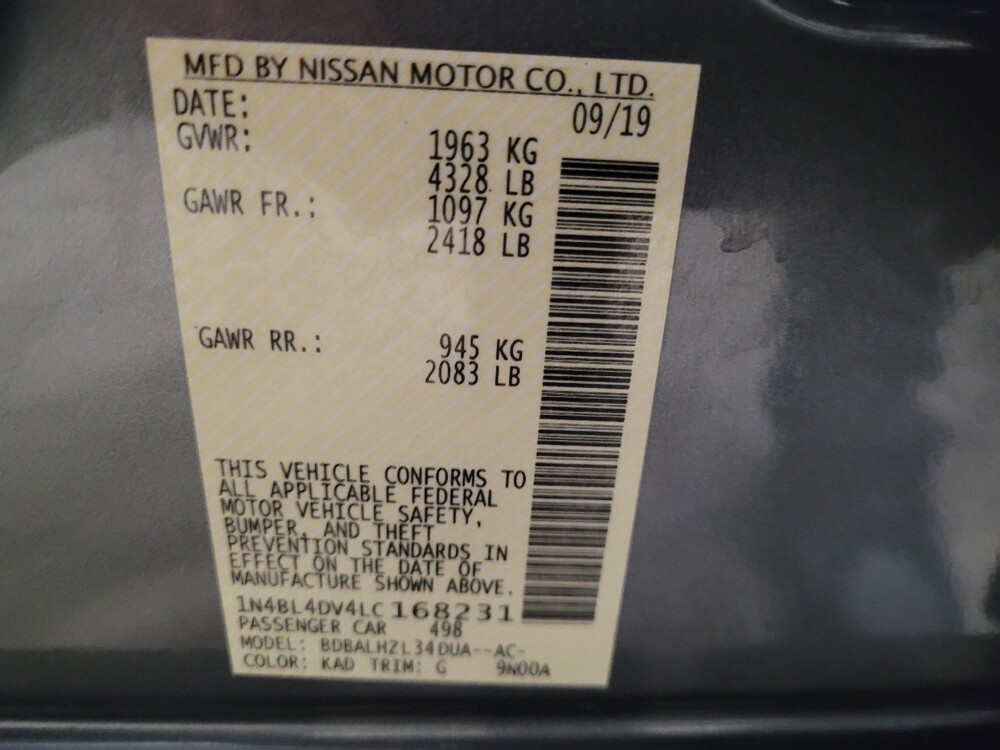 MFD BY NISSAN MOTOR CO., LTD.
DATE: 09/19
GVWR: 1963 KG
4328 LB
GAWR FR.: 1097 KG
2418 LB
GAWR RR.: 945 KG
2083 LB
THIS VEHICLE CONFORMS TO
ALL APPLICABLE FEDERAL
MOTOR VEHICLE SAFETY,
BUMPER, AND THEFT
PREVENTION STANDARDS IN
EFFECT ON THE DATE OF
MANUFACTURE SHOWN ABOVE.
1N4BL4DV4LC168231
PASSENGER CAR 498
MODEL: BDBALHZL34DUA--AC-
COLOR: KAD TRIM: G 9N00A